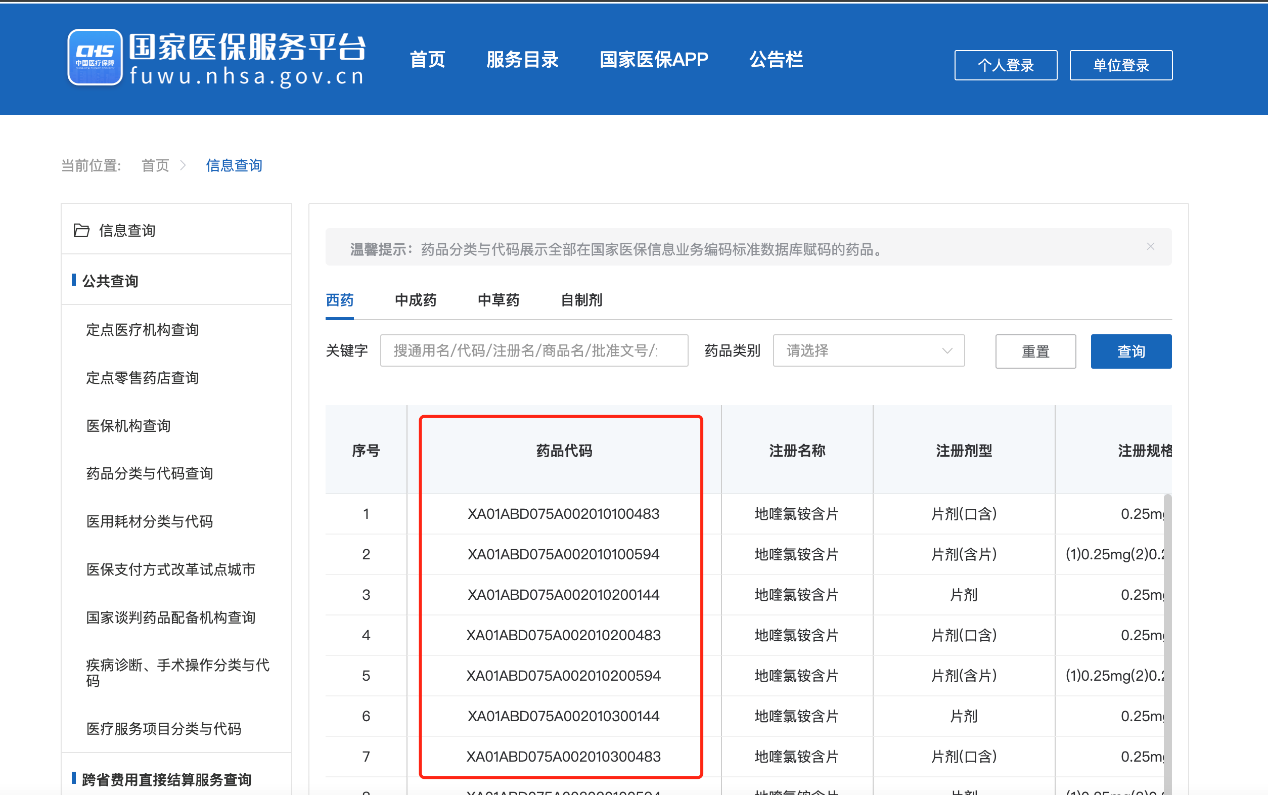 CHS
中国医疗保障
国家医保服务平台
fuwu.nhsa.gov.cn
首页 服务目录 国家医保APP 公告栏 个人登录 单位登录
当前位置: 首页 > 信息查询
信息查询
公共查询
定点医疗机构查询
定点零售药店查询
医保机构查询
药品分类与代码查询
医用耗材分类与代码
医保支付方式改革试点城市
国家谈判药品配备机构查询
疾病诊断、手术操作分类与代
码
医疗服务项目分类与代码
跨省费用直接结算服务查询
温馨提示：药品分类与代码展示全部在国家医保信息业务编码标准数据库赋码的药品。 ×
西药 中成药 中草药 自制剂
关键字 搜通用名/代码/注册名/商品名/批准文号/ 药品类别 请选择 重置 查询
序号 药品代码 注册名称 注册剂型 注册规格
1 XA01ABD075A002010100483 地喹氯铵含片 片剂(口含) 0.25mg
2 XA01ABD075A002010100594 地喹氯铵含片 片剂(含片) (1)0.25mg(2)0.2
3 XA01ABD075A002010200144 地喹氯铵含片 片剂 0.25mg
4 XA01ABD075A002010200483 地喹氯铵含片 片剂(口含) 0.25mg
5 XA01ABD075A002010200594 地喹氯铵含片 片剂(含片) (1)0.25mg(2)0.2
6 XA01ABD075A002010300144 地喹氯铵含片 片剂 0.25mg
7 XA01ABD075A002010300483 地喹氯铵含片 片剂(口含) 0.25mg